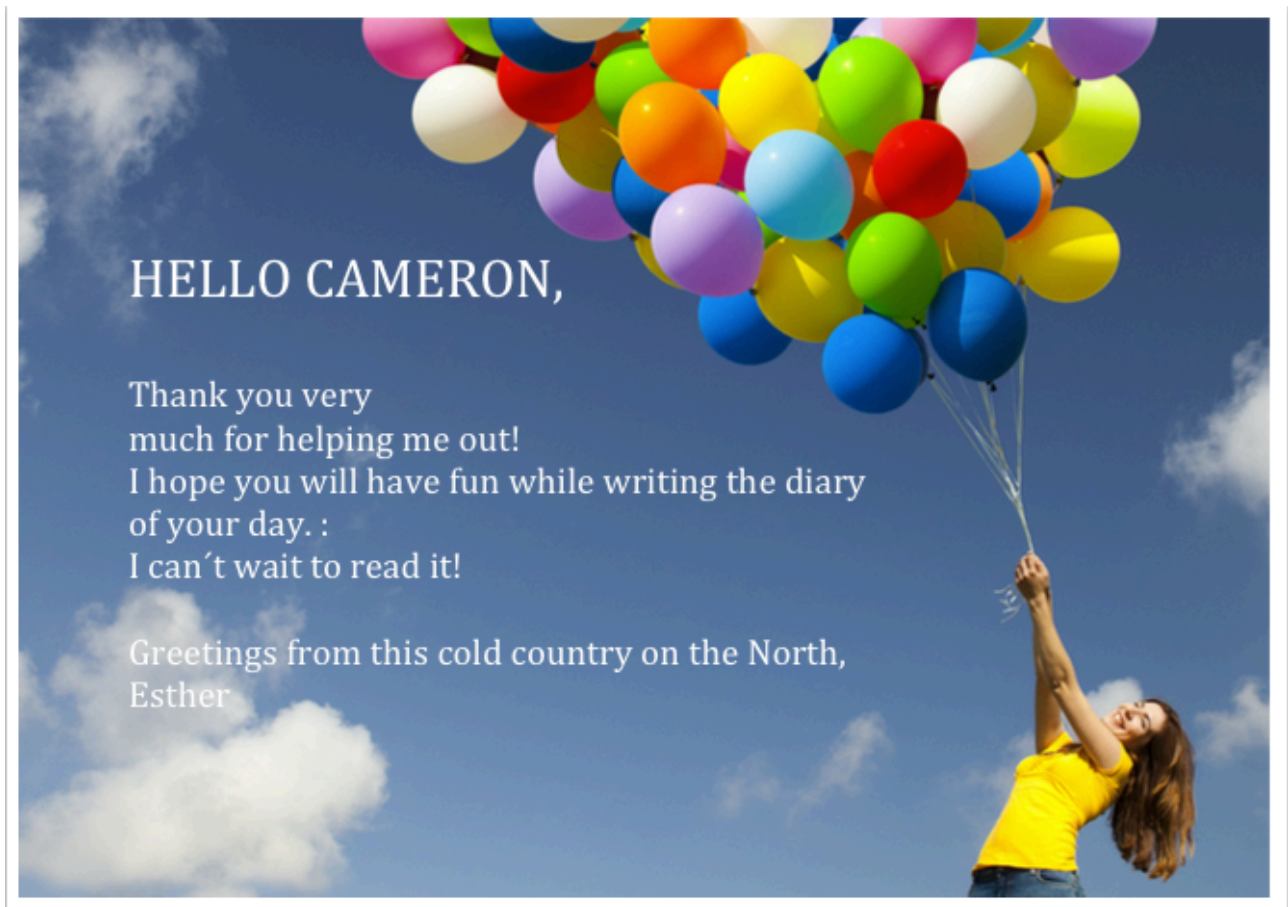 HELLO CAMERON,
Thank you very
much for helping me out!
I hope you will have fun while writing the diary
of your day. :
I can´t wait to read it!
Greetings from this cold country on the North,
Esther